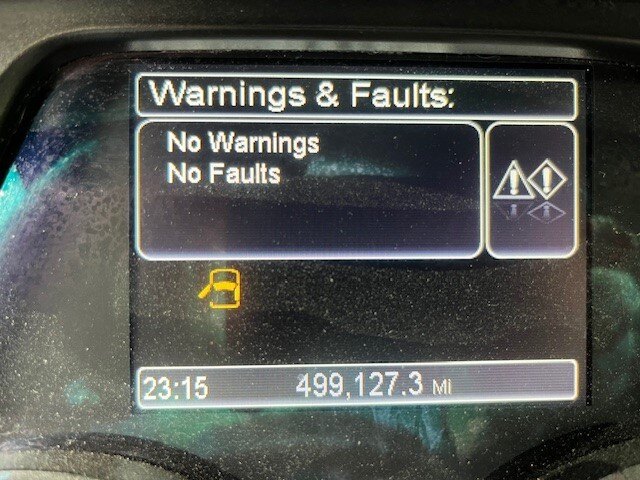 Warnings & Faults:
No Warnings
No Faults
23:15 499,127.3 MI